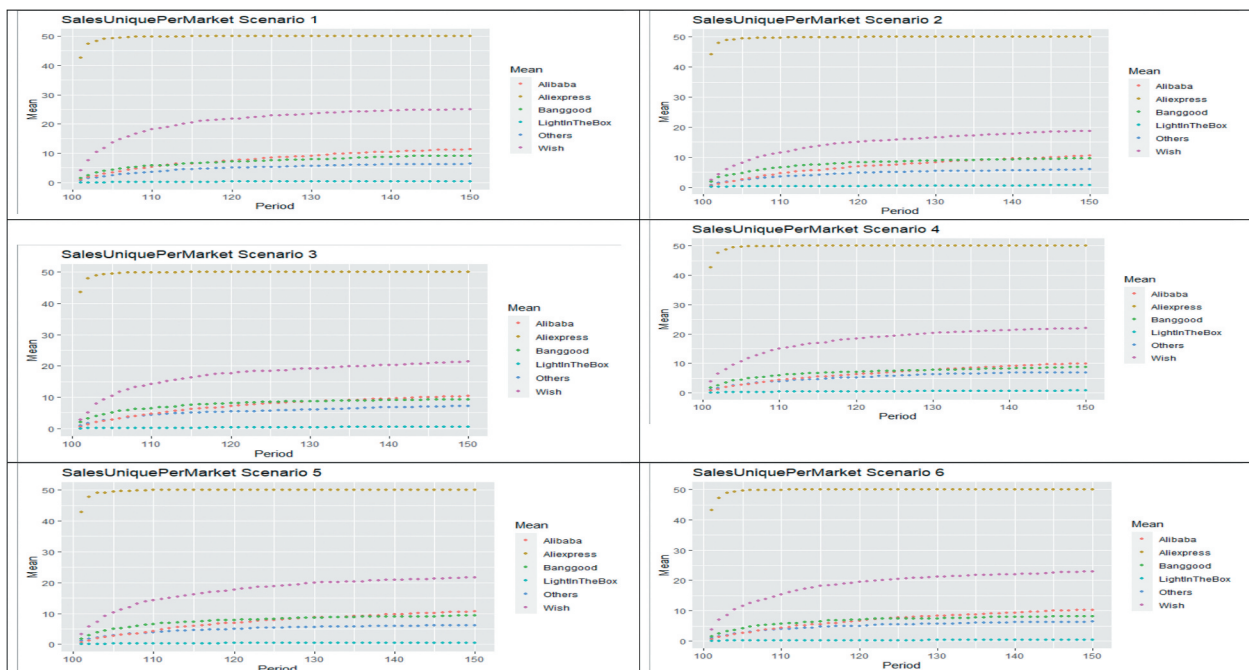 SalesUniquePerMarket Scenario 1
50
40
30
20
10
0
Mean
100
110
120
130
140
150
Period
Mean
Alibaba
Aliexpress
Banggood
LightInTheBox
Others
Wish
SalesUniquePerMarket Scenario 2
50
40
30
20
10
0
Mean
100
110
120
130
140
150
Period
Mean
Alibaba
Aliexpress
Banggood
LightInTheBox
Others
Wish
SalesUniquePerMarket Scenario 3
50
40
30
20
10
0
Mean
100
110
120
130
140
150
Period
Mean
Alibaba
Aliexpress
Banggood
LightInTheBox
Others
Wish
SalesUniquePerMarket Scenario 4
50
40
30
20
10
0
Mean
100
110
120
130
140
150
Period
Mean
Alibaba
Aliexpress
Banggood
LightInTheBox
Others
Wish
SalesUniquePerMarket Scenario 5
50
40
30
20
10
0
Mean
100
110
120
130
140
150
Period
Mean
Alibaba
Aliexpress
Banggood
LightInTheBox
Others
Wish
SalesUniquePerMarket Scenario 6
50
40
30
20
10
0
Mean
100
110
120
130
140
150
Period
Mean
Alibaba
Aliexpress
Banggood
LightInTheBox
Others
Wish